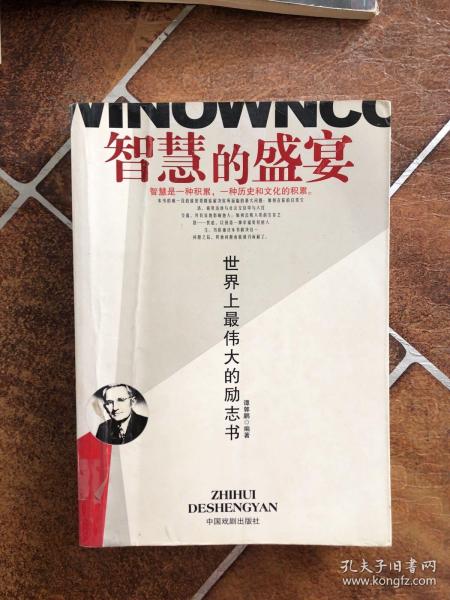 WINOWNCO
智慧的盛宴
智慧是一种积累，一种历史和文化的积累。
世界上最伟大的励志书
谭郭鹏◎编著
ZHIHUI
DESHENGYAN
中国戏剧出版社
孔夫子旧书网
www.kongfz.com